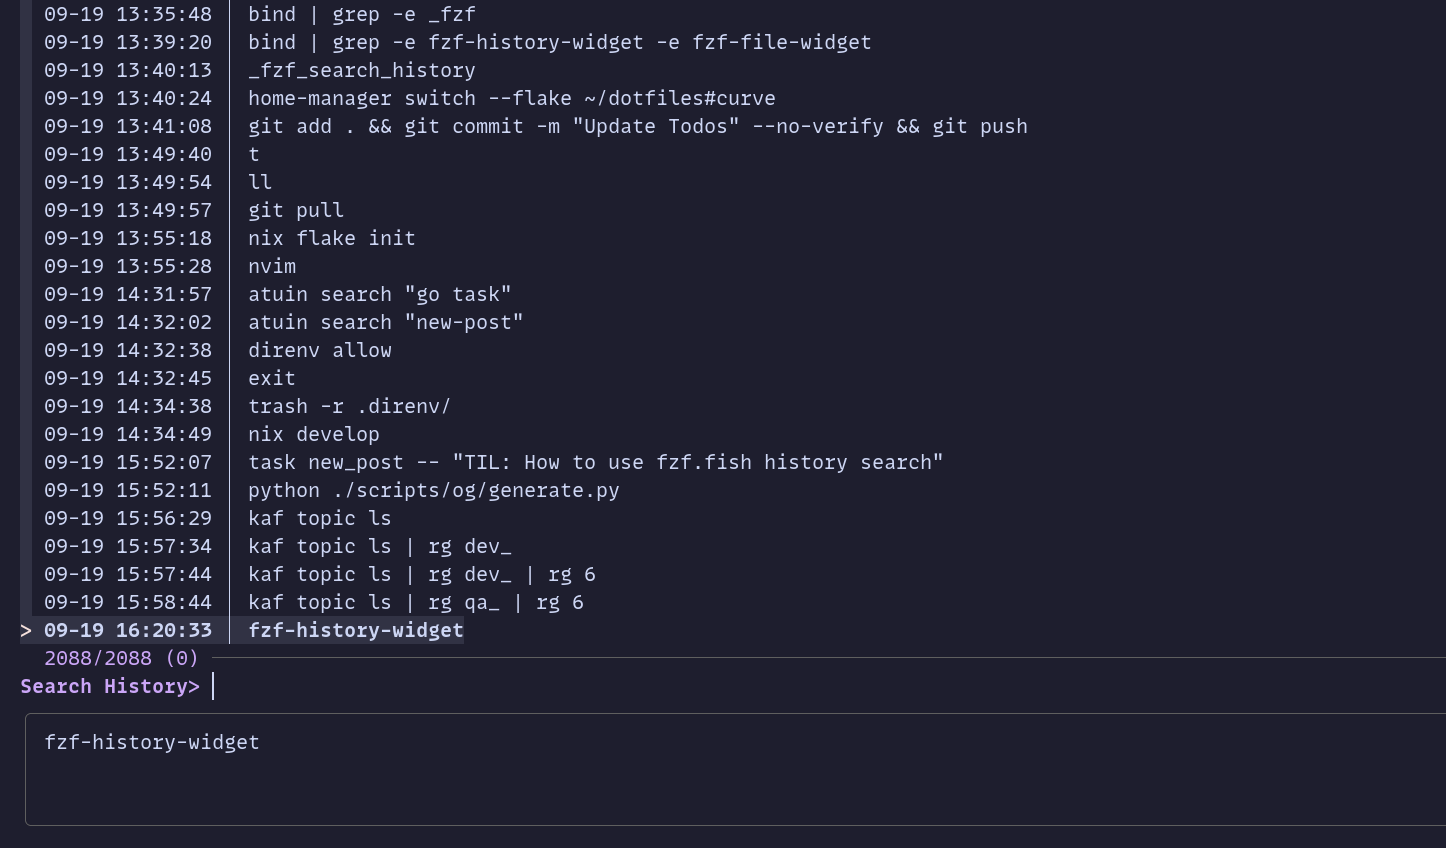 09-19 13:35:48 │ bind | grep -e _fzf
09-19 13:39:20 │ bind | grep -e fzf-history-widget -e fzf-file-widget
09-19 13:40:13 │ _fzf_search_history
09-19 13:40:24 │ home-manager switch --flake ~/dotfiles#curve
09-19 13:41:08 │ git add . && git commit -m "Update Todos" --no-verify && git push
09-19 13:49:40 │ t
09-19 13:49:54 │ ll
09-19 13:49:57 │ git pull
09-19 13:55:18 │ nix flake init
09-19 13:55:28 │ nvim
09-19 14:31:57 │ atuin search "go task"
09-19 14:32:02 │ atuin search "new-post"
09-19 14:32:38 │ direnv allow
09-19 14:32:45 │ exit
09-19 14:34:38 │ trash -r .direnv/
09-19 14:34:49 │ nix develop
09-19 15:52:07 │ task new_post -- "TIL: How to use fzf.fish history search"
09-19 15:52:11 │ python ./scripts/og/generate.py
09-19 15:56:29 │ kaf topic ls
09-19 15:57:34 │ kaf topic ls | rg dev_
09-19 15:57:44 │ kaf topic ls | rg dev_ | rg 6
09-19 15:58:44 │ kaf topic ls | rg qa_ | rg 6
> 09-19 16:20:33 │ fzf-history-widget
2088/2088 (0)
Search History>
fzf-history-widget